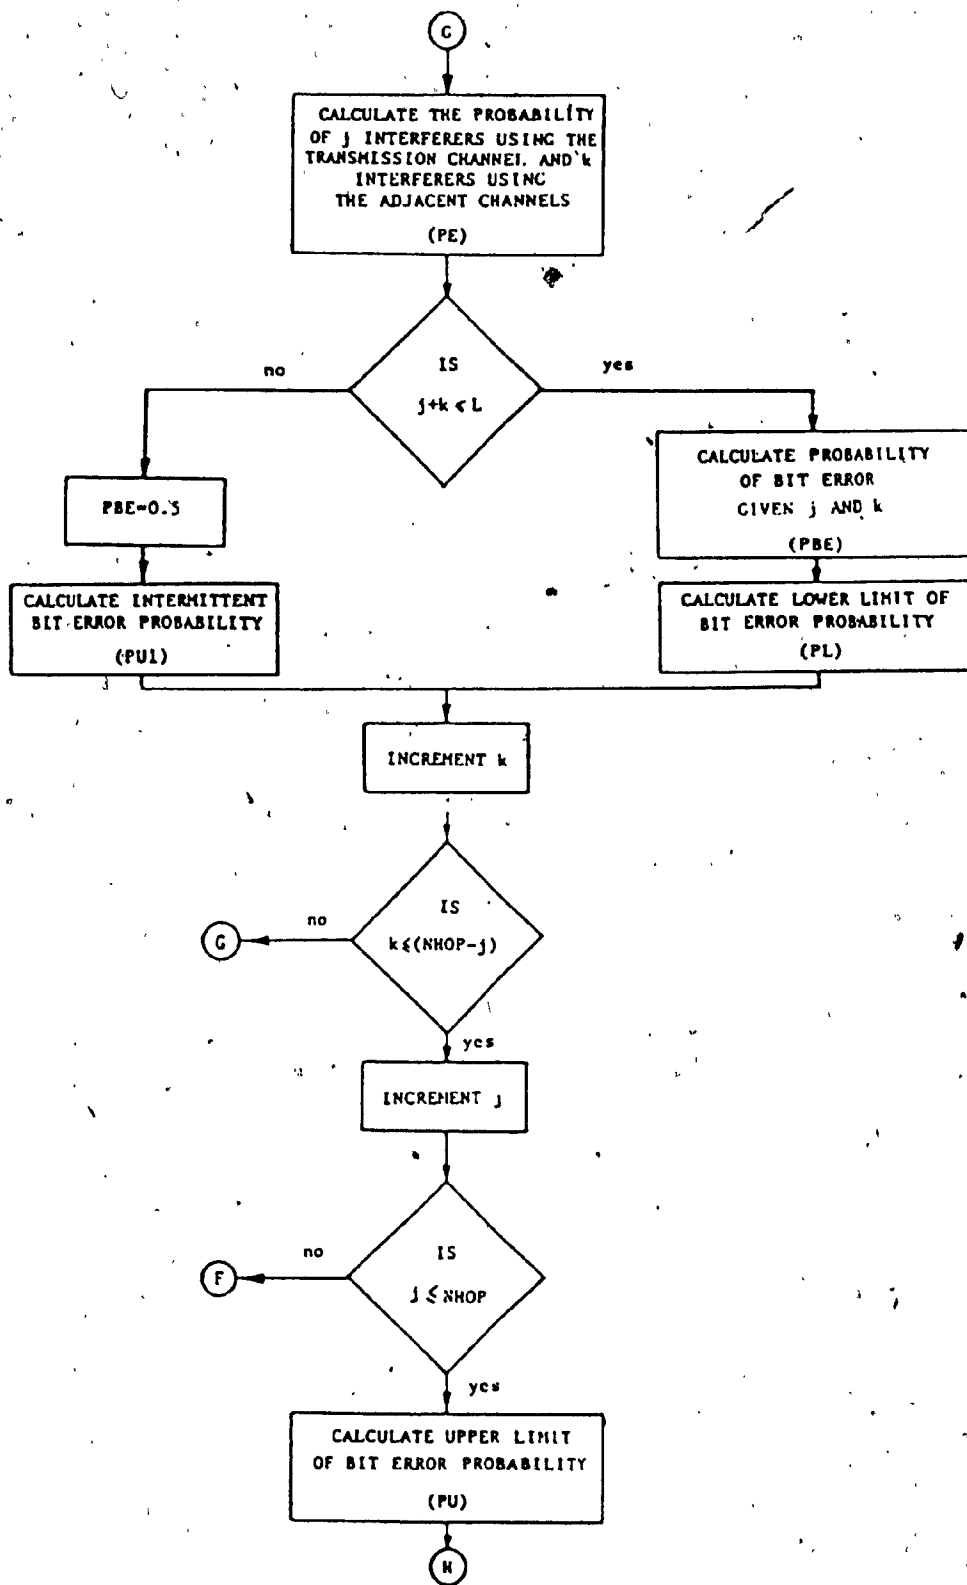 G
CALCULATE THE PROBABILITY
OF j INTERFERERS USING THE
TRANSMISSION CHANNEL AND k
INTERFERERS USING
THE ADJACENT CHANNELS
(PE)
IS
j+k ≤ L
no
yes
PBE=0.5
CALCULATE PROBABILITY
OF BIT ERROR
GIVEN j AND k
(PBE)
CALCULATE INTERMITTENT
BIT ERROR PROBABILITY
(PU1)
CALCULATE LOWER LIMIT OF
BIT ERROR PROBABILITY
(PL)
INCREMENT k
IS
k≤(NHOP-j)
no
G
yes
INCREMENT j
IS
j ≤ NHOP
no
F
yes
CALCULATE UPPER LIMIT
OF BIT ERROR PROBABILITY
(PU)
H